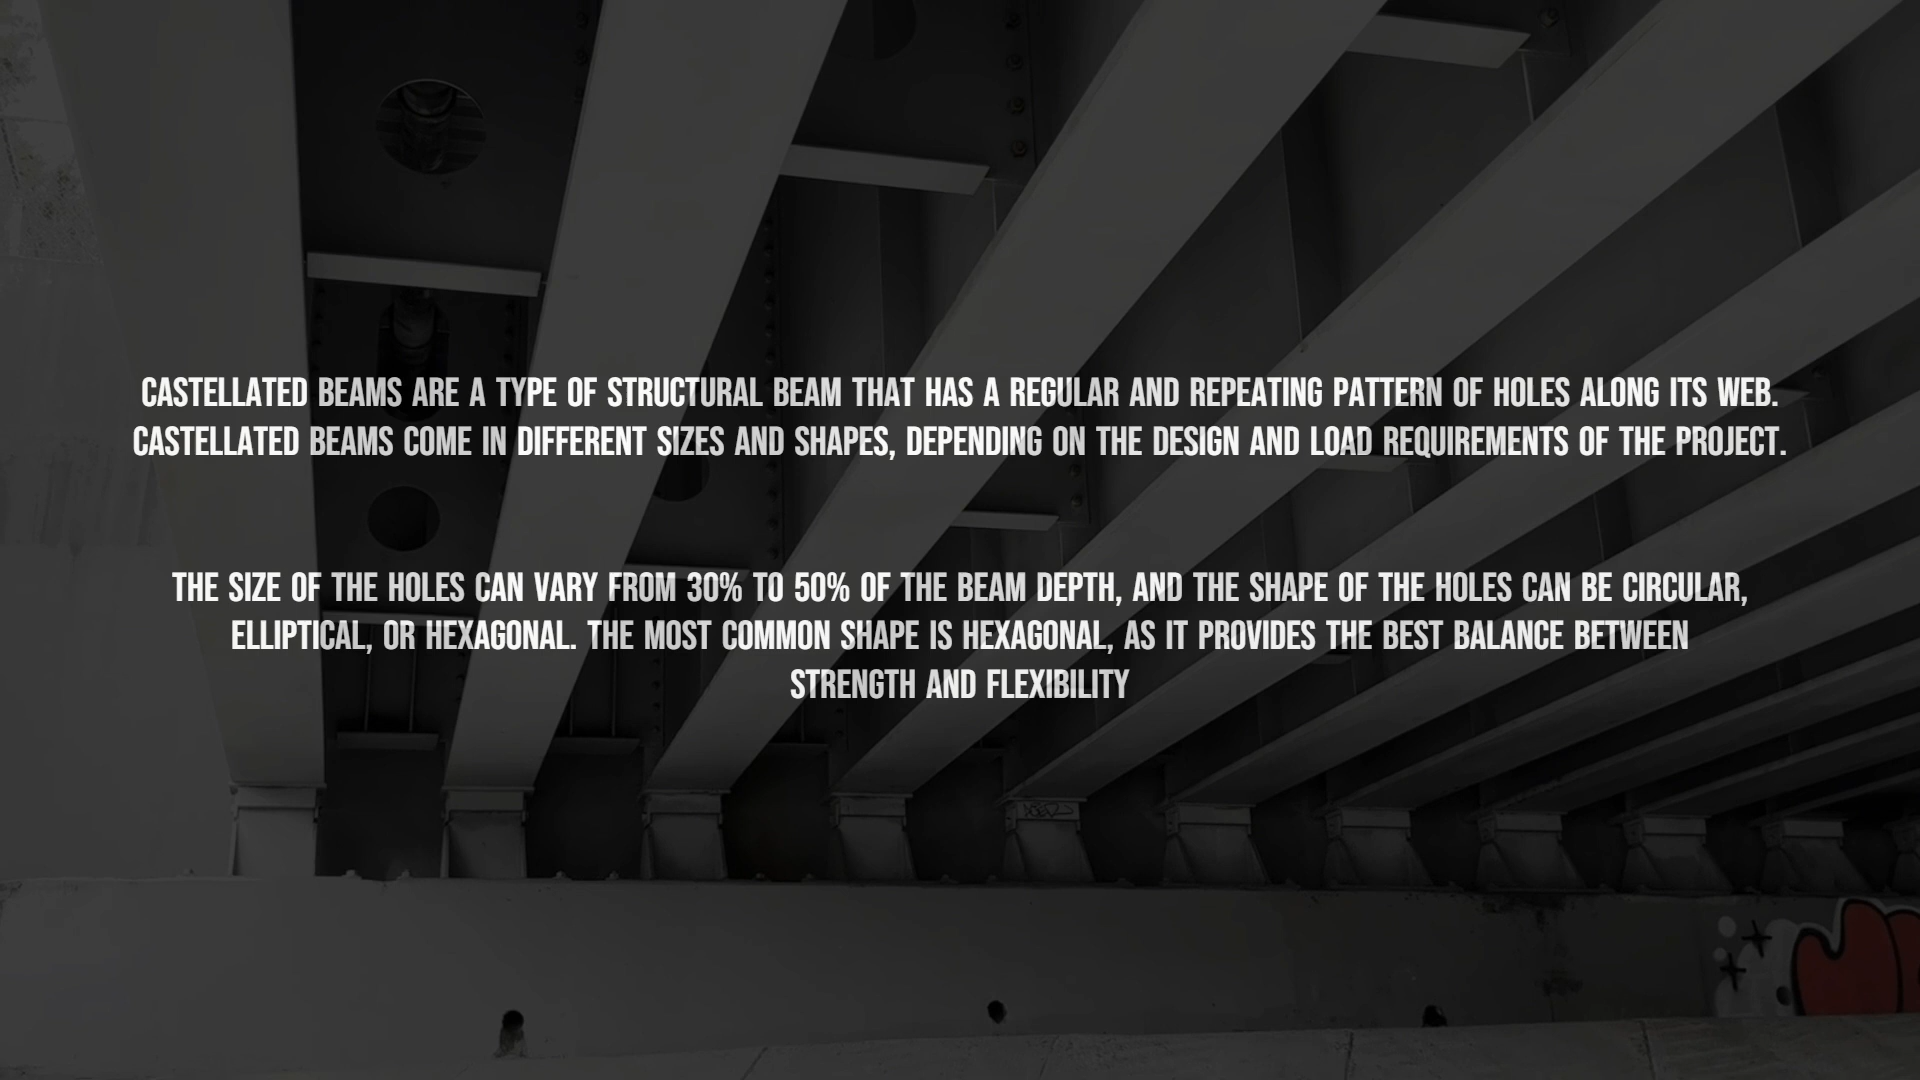 CASTELLATED BEAMS ARE A TYPE OF STRUCTURAL BEAM THAT HAS A REGULAR AND REPEATING PATTERN OF HOLES ALONG ITS WEB.
CASTELLATED BEAMS COME IN DIFFERENT SIZES AND SHAPES, DEPENDING ON THE DESIGN AND LOAD REQUIREMENTS OF THE PROJECT.
THE SIZE OF THE HOLES CAN VARY FROM 30% TO 50% OF THE BEAM DEPTH, AND THE SHAPE OF THE HOLES CAN BE CIRCULAR,
ELLIPTICAL, OR HEXAGONAL. THE MOST COMMON SHAPE IS HEXAGONAL, AS IT PROVIDES THE BEST BALANCE BETWEEN
STRENGTH AND FLEXIBILITY